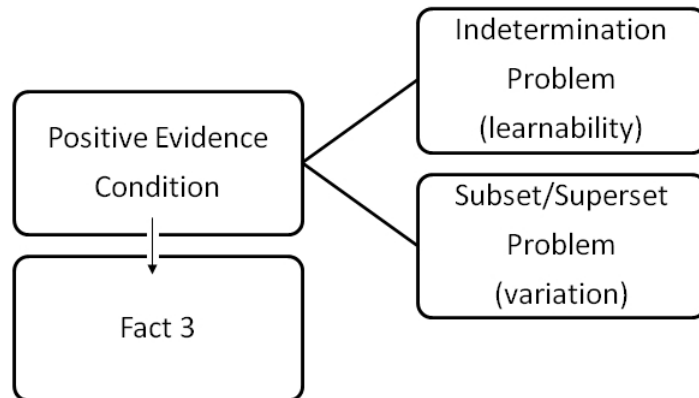 Positive Evidence
Condition
Fact 3
Indetermination
Problem
(learnability)
Subset/Superset
Problem
(variation)